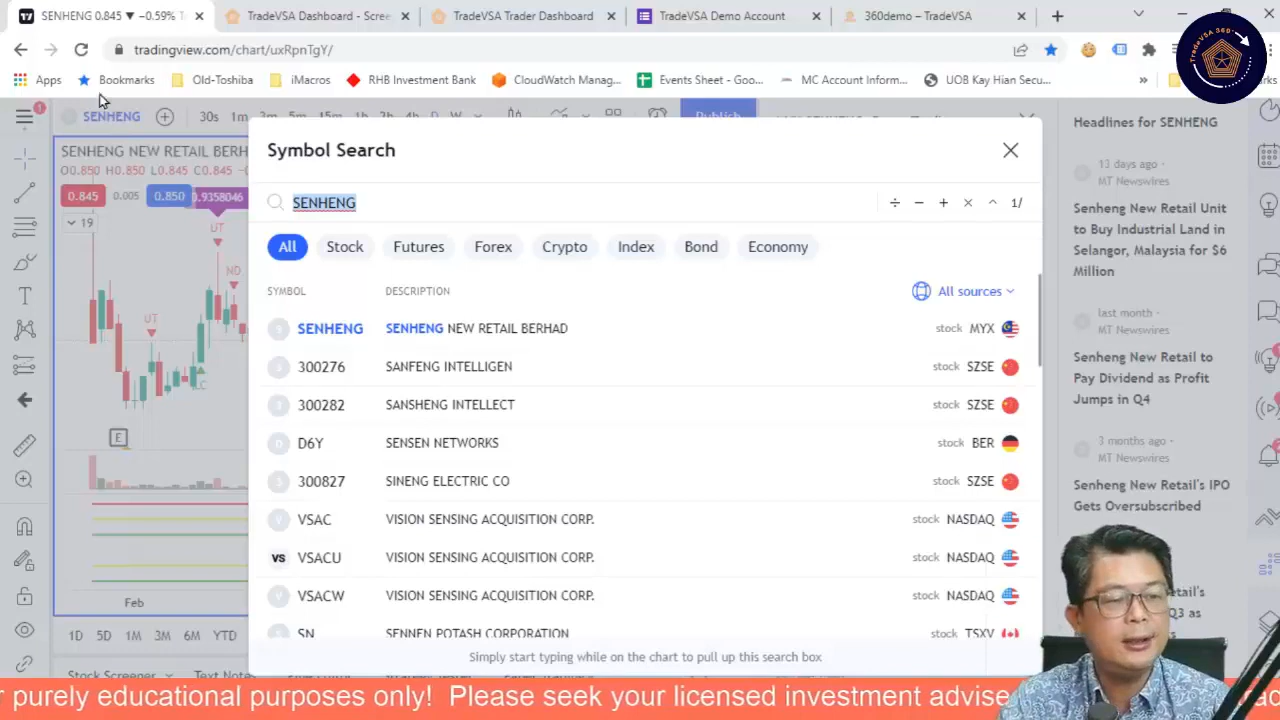 SENHENG 0.845 ▼ −0.59%
TradeVSA Dashboard - Scree
TradeVSA Trader Dashboard
TradeVSA Demo Account
360demo – TradeVSA
tradingview.com/chart/uxRpnTgY/
Apps
Bookmarks
Old-Toshiba
iMacros
RHB Investment Bank
CloudWatch Manag...
Events Sheet - Goo...
MC Account Inform...
UOB Kay Hian Secu...
TradeVSA 360°
SENHENG
30s
SENHENG NEW RETAIL BERH
O0.850 H0.850 L0.845 C0.845
0.845
0.005
0.850
0.9358046
19
UT
ND
UT
E
Feb
1D 5D 1M 3M 6M YTD
Symbol Search
SENHENG
1/
All
Stock
Futures
Forex
Crypto
Index
Bond
Economy
SYMBOL
DESCRIPTION
All sources
SENHENG SENHENG NEW RETAIL BERHAD stock MYX
300276 SANFENG INTELLIGEN stock SZSE
300282 SANSHENG INTELLECT stock SZSE
D6Y SENSEN NETWORKS stock BER
300827 SINENG ELECTRIC CO stock SZSE
VSAC VISION SENSING ACQUISITION CORP. stock NASDAQ
VSACU VISION SENSING ACQUISITION CORP. stock NASDAQ
VSACW VISION SENSING ACQUISITION CORP. stock NASDAQ
SN SENNEN POTASH CORPORATION stock TSXV
Simply start typing while on the chart to pull up this search box
Headlines for SENHENG
13 days ago ·
MT Newswires
Senheng New Retail Unit
to Buy Industrial Land in
Selangor, Malaysia for $6
Million
last month ·
MT Newswires
Senheng New Retail to
Pay Dividend as Profit
Jumps in Q4
3 months ago ·
MT Newswires
Senheng New Retail's IPO
Gets Oversubscribed
purely educational purposes only! Please seek your licensed investment advise